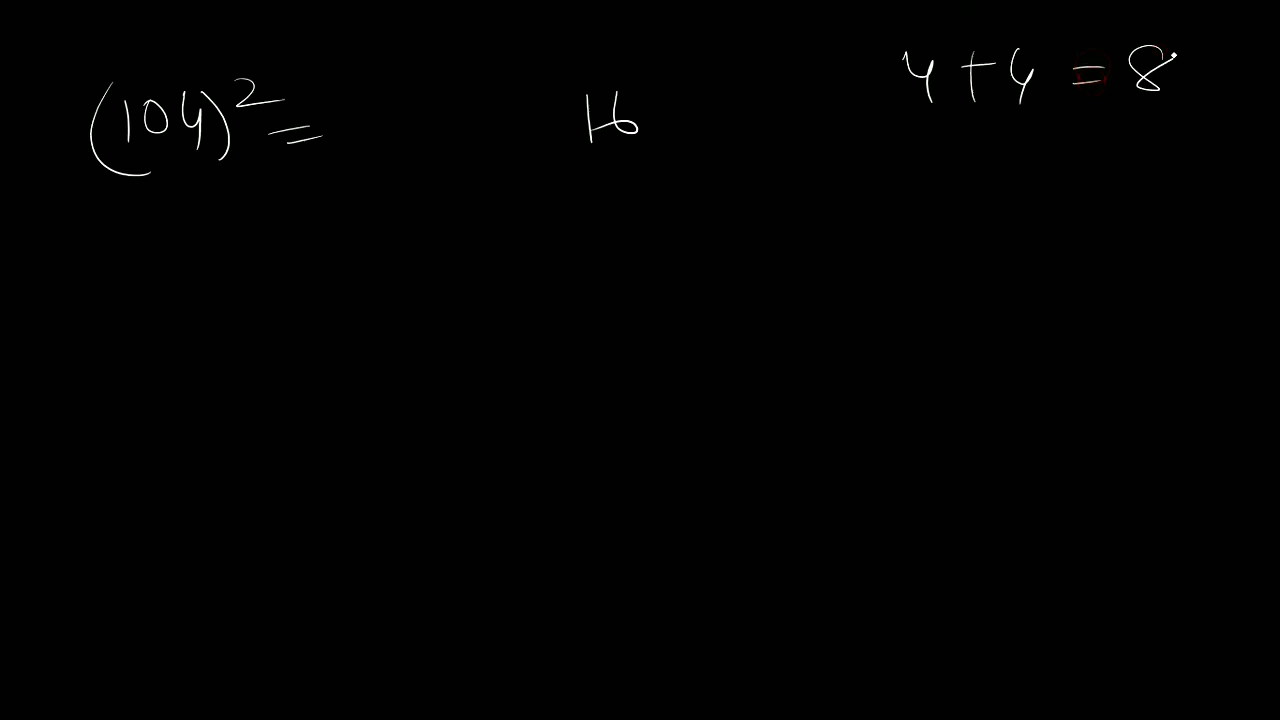 (104)² = 16
4 + 4 = 8